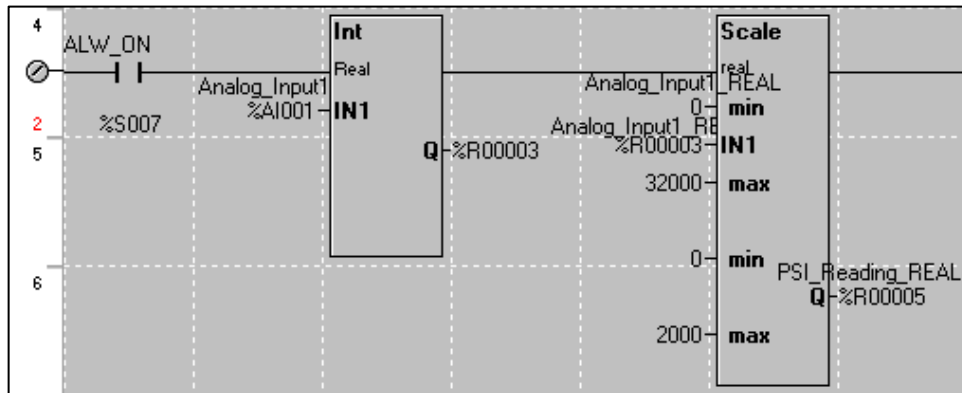 4
ALW_ON
%S007
2
5
6
Int
Real
Analog_Input1
%AI001
IN1
Q
%R00003
Scale
real
Analog_Input1_REAL
0
min
Analog_Input1_RE
%R00003
IN1
32000
max
0
min
PSI_Reading_REAL
Q
%R00005
2000
max